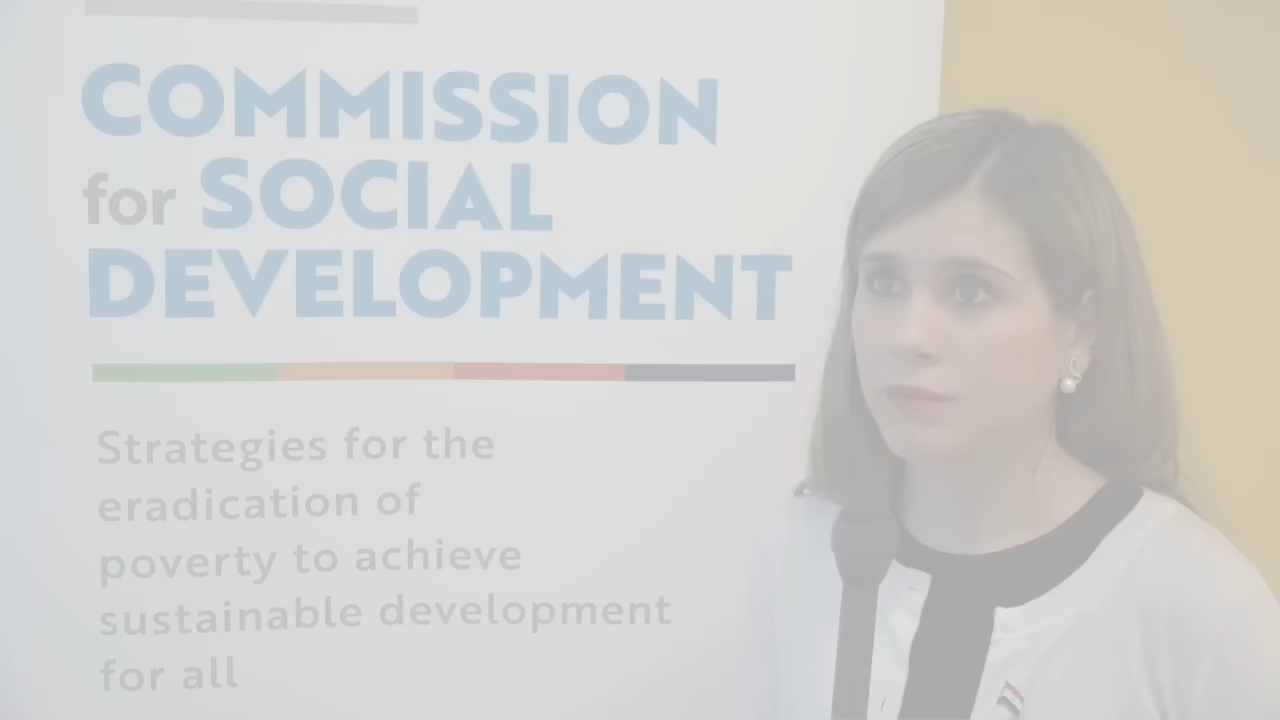 COMMISSION
for SOCIAL
DEVELOPMENT
Strategies for the
eradication of
poverty to achieve
sustainable development
for all